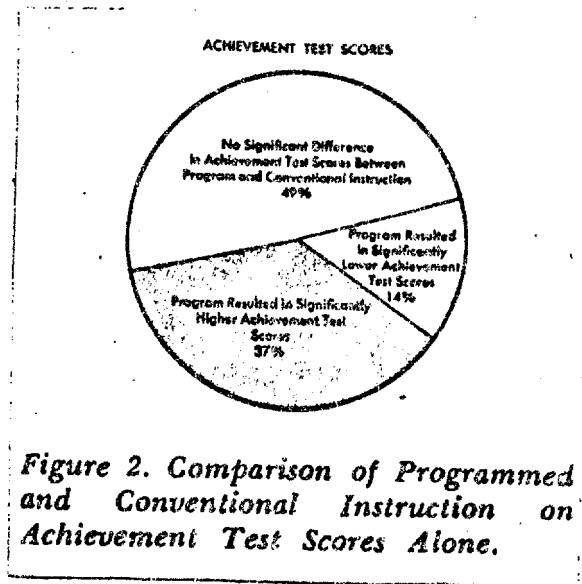 ACHIEVEMENT TEST SCORES
No Significant Difference
In Achievement Test Scores Between
Program and Conventional Instruction
49%
Program Resulted
In Significantly
Lower Achievement
Test Scores
14%
Program Resulted In Significantly
Higher Achievement Test
Scores
37%
Figure 2. Comparison of Programmed
and Conventional Instruction on
Achievement Test Scores Alone.